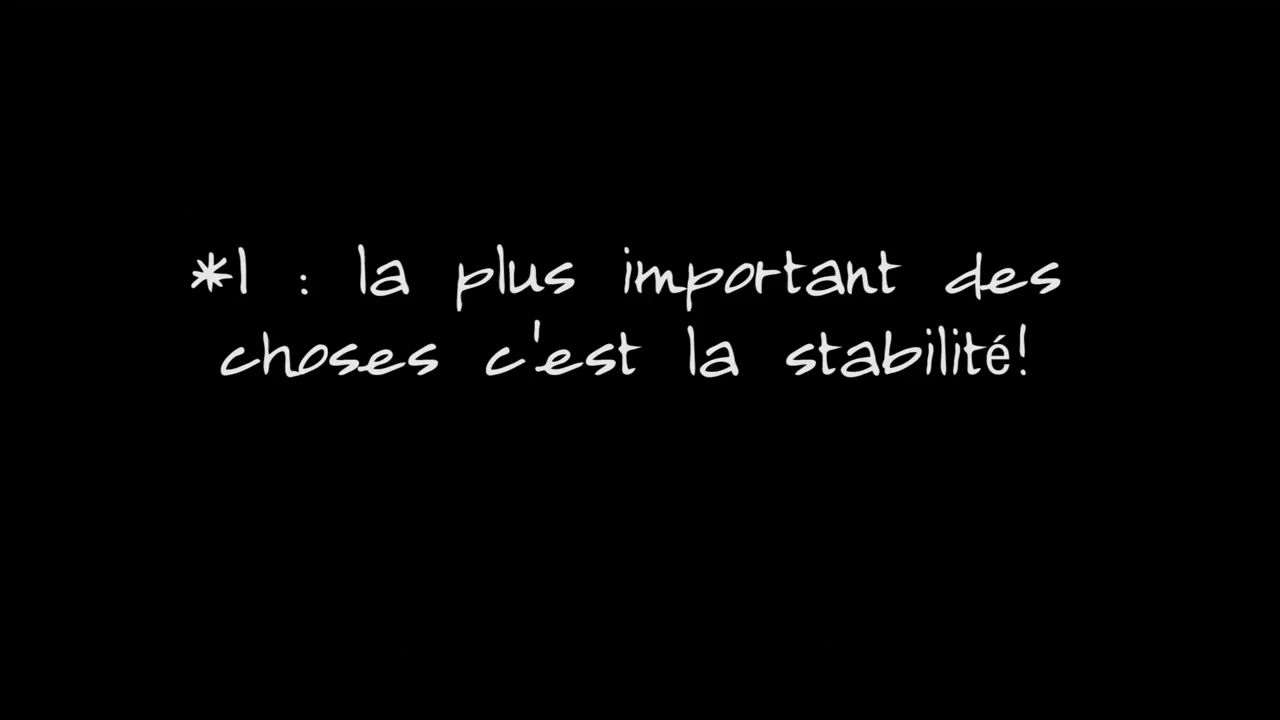 *1 : la plus important des
choses c'est la stabilité!